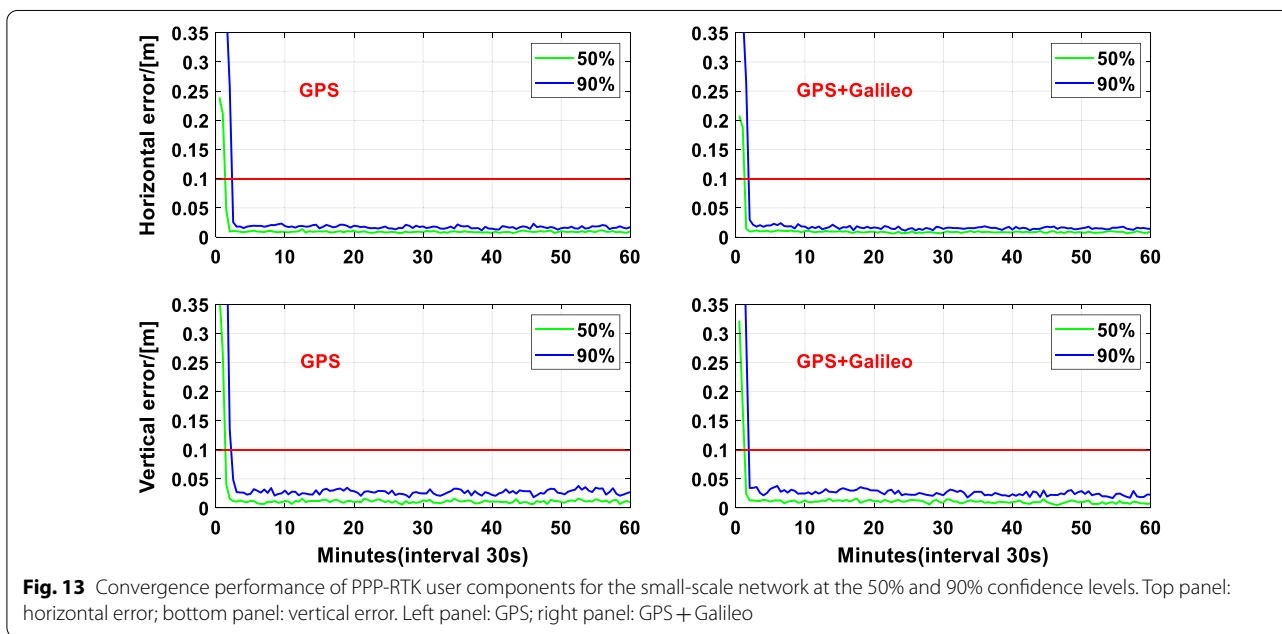 0.35
0.3
0.25
0.2
0.15
0.1
0.05
0
Horizontal error/[m]
GPS
50%
90%
0 10 20 30 40 50 60
0.35
0.3
0.25
0.2
0.15
0.1
0.05
0
GPS+Galileo
50%
90%
0 10 20 30 40 50 60
0.35
0.3
0.25
0.2
0.15
0.1
0.05
0
Vertical error/[m]
GPS
50%
90%
0 10 20 30 40 50 60
Minutes(interval 30s)
0.35
0.3
0.25
0.2
0.15
0.1
0.05
0
GPS+Galileo
50%
90%
0 10 20 30 40 50 60
Minutes(interval 30s)
Fig. 13 Convergence performance of PPP-RTK user components for the small-scale network at the 50% and 90% confidence levels. Top panel:
horizontal error; bottom panel: vertical error. Left panel: GPS; right panel: GPS + Galileo